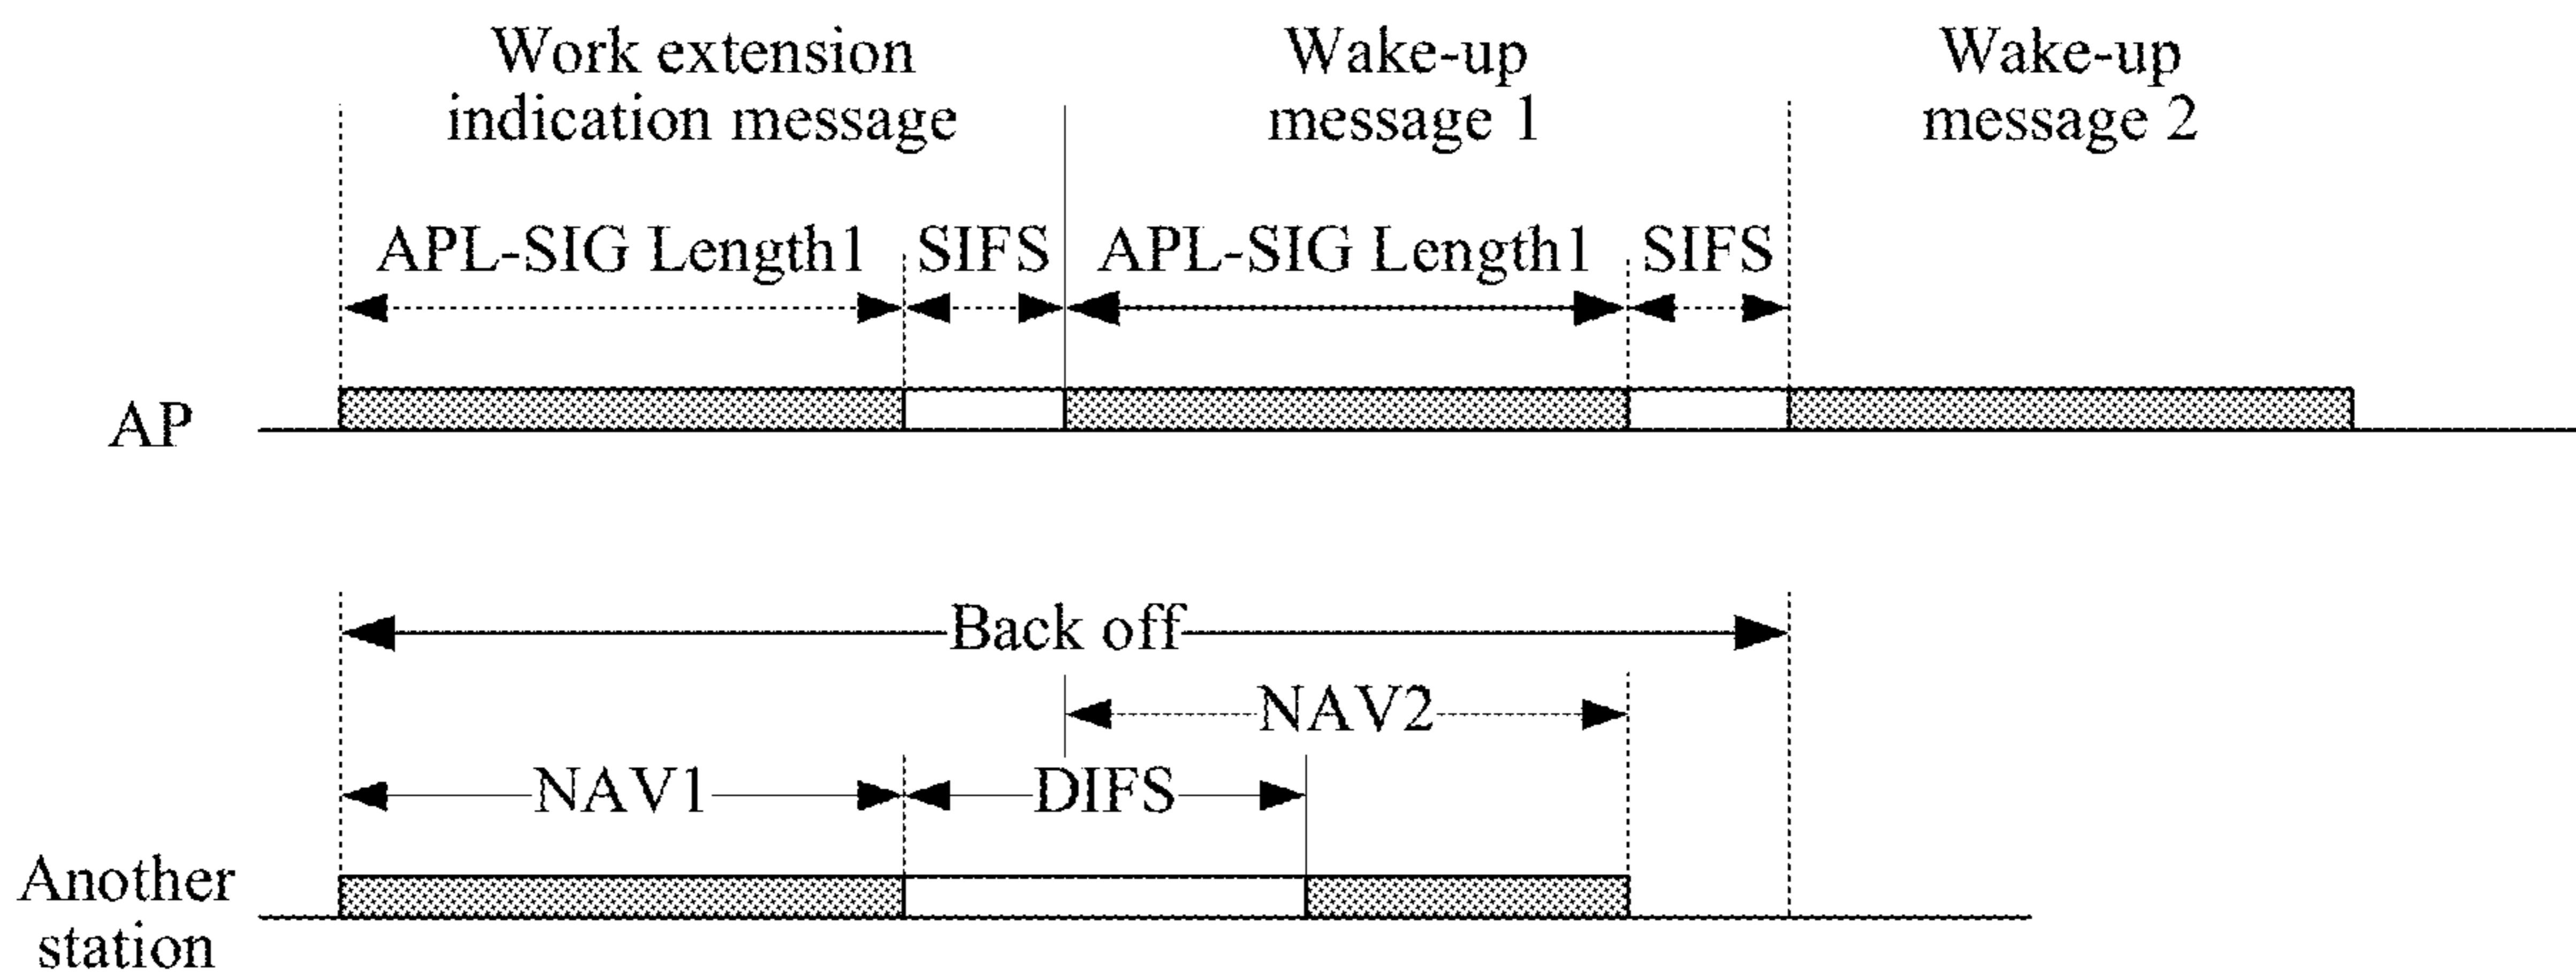 Work extension
indication message
Wake-up
message 1
Wake-up
message 2
APL-SIG Length1
SIFS
APL-SIG Length1
SIFS
AP
Back off
NAV2
NAV1
DIFS
Another
station